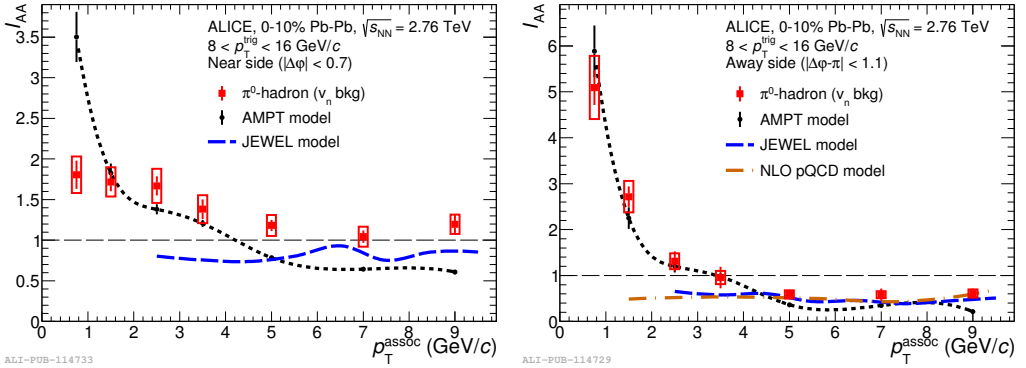 I_AA
ALICE, 0-10% Pb-Pb, √s_NN = 2.76 TeV
8 < p_T^trig < 16 GeV/c
Near side (|Δφ| < 0.7)
π⁰-hadron (v_n bkg)
AMPT model
JEWEL model
3.5
3
2.5
2
1.5
1
0.5
0
0 1 2 3 4 5 6 7 8 9
p_T^assoc (GeV/c)
ALI-PUB-114733
I_AA
ALICE, 0-10% Pb-Pb, √s_NN = 2.76 TeV
8 < p_T^trig < 16 GeV/c
Away side (|Δφ-π| < 1.1)
π⁰-hadron (v_n bkg)
AMPT model
JEWEL model
NLO pQCD model
6
5
4
3
2
1
0
0 1 2 3 4 5 6 7 8 9
p_T^assoc (GeV/c)
ALI-PUB-114729